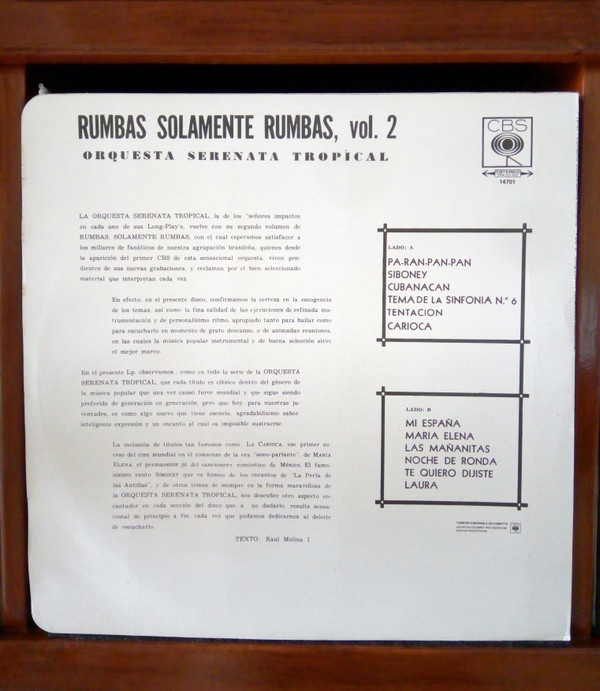 RUMBAS SOLAMENTE RUMBAS, vol. 2
ORQUESTA SERENATA TROPICAL
CBS
STEREO
14701
LA ORQUESTA SERENATA TROPICAL, la de los "señores impactos
en cada uno de sus Long-Play's, vuelve con su segundo volumen de
RUMBAS, SOLAMENTE RUMBAS, con el cual esperamos satisfacer a
los millares de fanáticos de nuestra agrupación brasileña, quienes desde
la aparición del primer CBS de esta sensacional orquesta, viven pen-
dientes de sus nuevas grabaciones, y reclaman por el bien seleccionado
material que interpretan cada vez.
En efecto, en el presente disco, confirmamos la certeza en la escogencia
de los temas, así como la fina calidad de las ejecuciones de refinada ins-
trumentación y de personalísimo ritmo, apropiado tanto para bailar como
para escucharlo en momento de grato descanso, o de animadas reuniones,
en las cuales la música popular instrumental y de buena selección sirve
el mejor marco.
En el presente Lp. observamos, como en toda la serie de la ORQUESTA
SERENATA TROPICAL, que cada título es clásico dentro del género de
la música popular que una vez causó furor mundial y que sigue siendo
preferida de generación en generación, pero que hoy, para nuestras ju-
ventudes, es como algo nuevo que tiene esencia, agradabilísimo sabor,
inteligente expresión y un encanto al cual es imposible sustraerse.
La inclusión de títulos tan famosos como LA CARIOCA, ese primer su-
ceso del cine mundial en el comienzo de la era "sono-parlante", de MARIA
ELENA, el permanente jit del cancionero romántico de MÉXICO. El famo-
sísimo canto SIBONEY que es himno de los encantos de "La Perla de
las Antillas", y de otros temas de siempre en la forma maravillosa de
la ORQUESTA SERENATA TROPICAL, nos descubre otro aspecto en-
cantador en cada sección del disco que, a no dudarlo, resulta sensa-
cional de principio a fin, cada vez que podamos dedicarnos al deleite
de escucharlo.
TEXTO: Raul Molina I.
LADO: A
PA-RAN-PAN-PAN
SIBONEY
CUBANACAN
TEMA DE LA SINFONIA N.° 6
TENTACION
CARIOCA
LADO: B
MI ESPAÑA
MARIA ELENA
LAS MAÑANITAS
NOCHE DE RONDA
TE QUIERO DIJISTE
LAURA